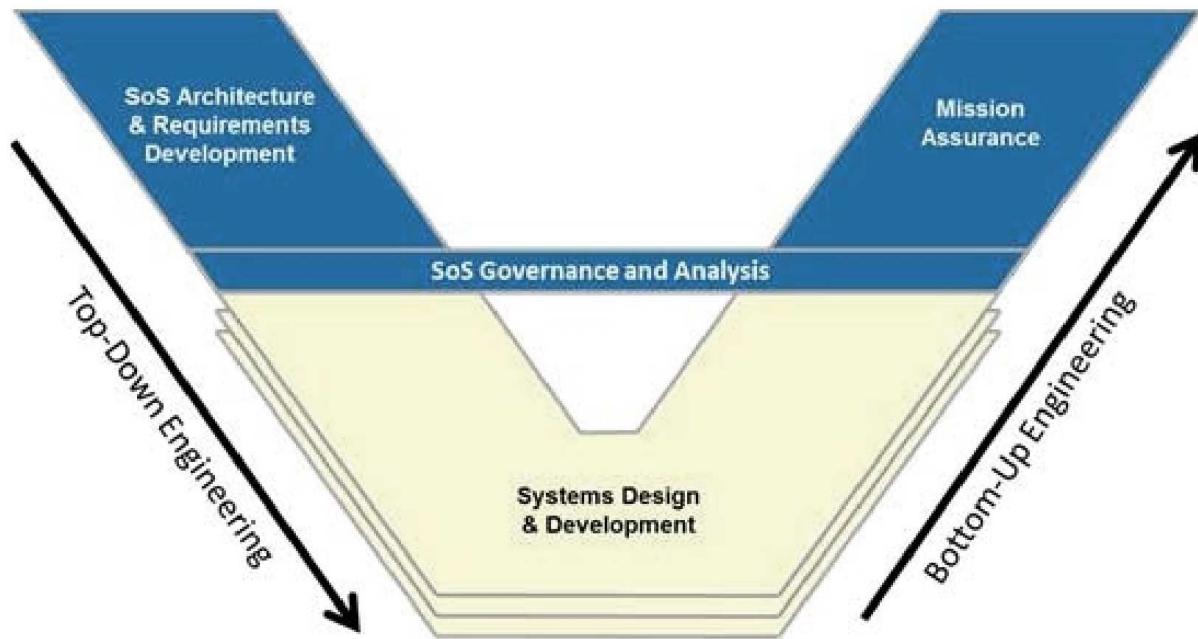 SoS Architecture
& Requirements
Development
Mission
Assurance
SoS Governance and Analysis
Top-Down Engineering
Bottom-Up Engineering
Systems Design
& Development